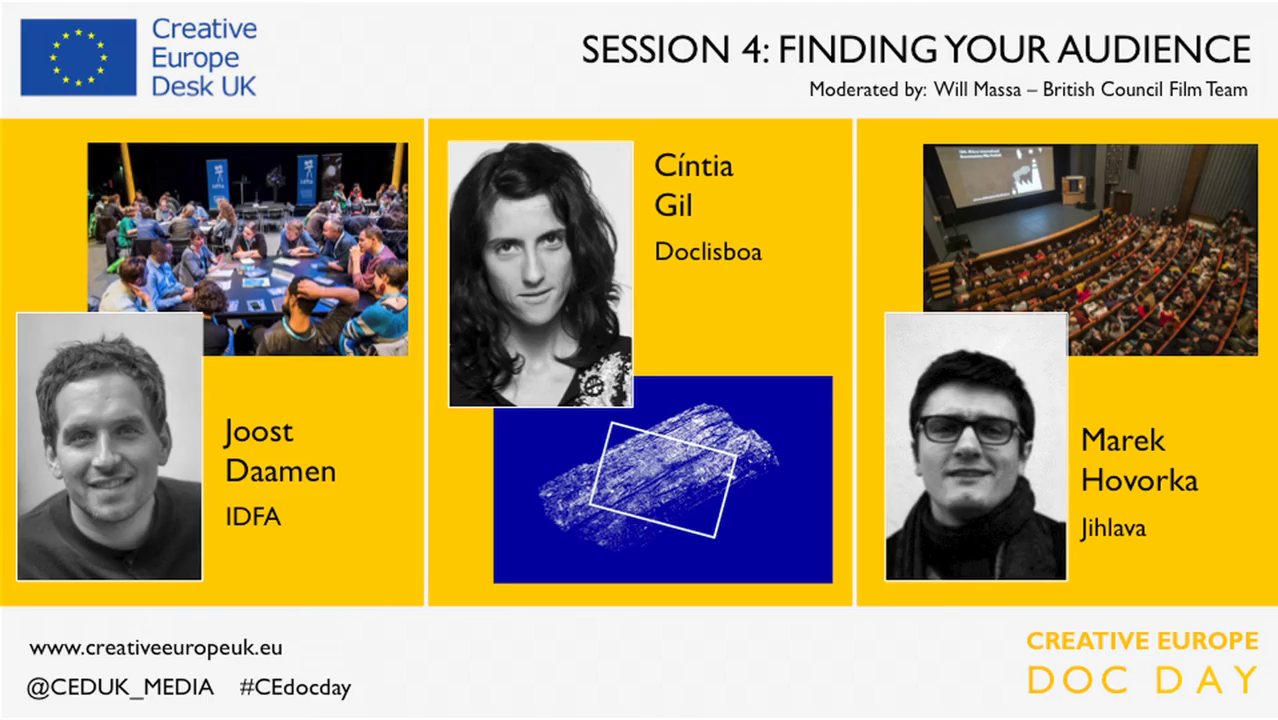 Creative
Europe
Desk UK
SESSION 4: FINDING YOUR AUDIENCE
Moderated by: Will Massa – British Council Film Team
Joost
Daamen
IDFA
Cíntia
Gil
Doclisboa
Marek
Hovorka
Jihlava
www.creativeeuropeuk.eu
@CEDUK_MEDIA #CEdocday
CREATIVE EUROPE
DOC DAY